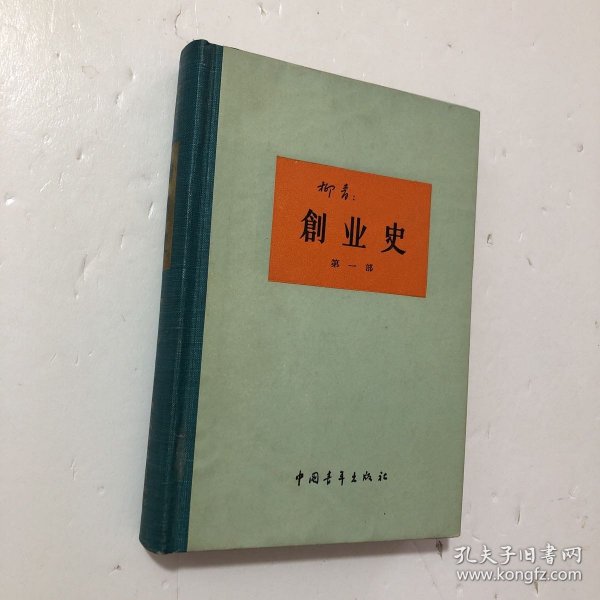 柳青:
創业史
第一部
中国青年出版社
孔夫子旧書网
www.kongfz.com